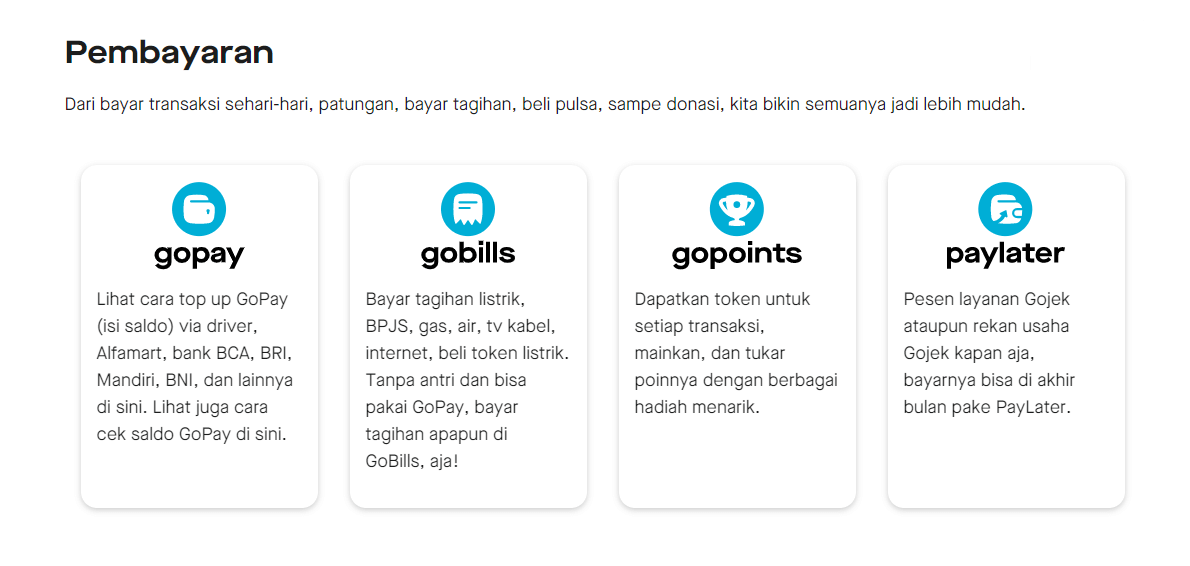 Pembayaran
Dari bayar transaksi sehari-hari, patungan, bayar tagihan, beli pulsa, sampe donasi, kita bikin semuanya jadi lebih mudah.
gopay
Lihat cara top up GoPay
(isi saldo) via driver,
Alfamart, bank BCA, BRI,
Mandiri, BNI, dan lainnya
di sini. Lihat juga cara
cek saldo GoPay di sini.
gobills
Bayar tagihan listrik,
BPJS, gas, air, tv kabel,
internet, beli token listrik.
Tanpa antri dan bisa
pakai GoPay, bayar
tagihan apapun di
GoBills, aja!
gopoints
Dapatkan token untuk
setiap transaksi,
mainkan, dan tukar
poinnya dengan berbagai
hadiah menarik.
paylater
Pesen layanan Gojek
ataupun rekan usaha
Gojek kapan aja,
bayarnya bisa di akhir
bulan pake PayLater.